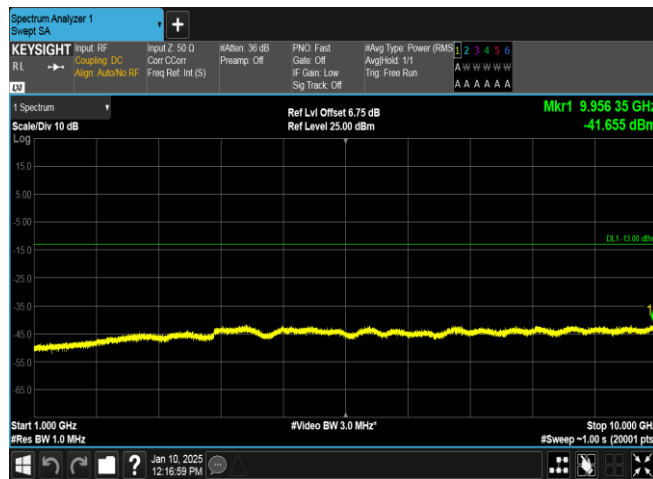 Spectrum Analyzer 1
Swept SA
+
KEYSIGHT
RL
LXI
Input: RF
Coupling: DC
Align: Auto/No RF
Input Z: 50 Ω
Corr CCorr
Freq Ref: Int (S)
#Atten: 36 dB
Preamp: Off
PNO: Fast
Gate: Off
IF Gain: Low
Sig Track: Off
#Avg Type: Power (RMS
Avg|Hold: 1/1
Trig: Free Run
1 2 3 4 5 6
A W W W W W
A A A A A A
1 Spectrum
Scale/Div 10 dB
Log
Ref Lvl Offset 6.75 dB
Ref Level 25.00 dBm
Mkr1 9.956 35 GHz
-41.655 dBm
15.0
5.00
-5.00
-15.0
-25.0
-35.0
-45.0
-55.0
-65.0
DL1 -13.00 dBm
1
Start 1.000 GHz
#Res BW 1.0 MHz
#Video BW 3.0 MHz*
Stop 10.000 GHz
#Sweep ~1.00 s (20001 pts
?
Jan 10, 2025
12:16:59 PM